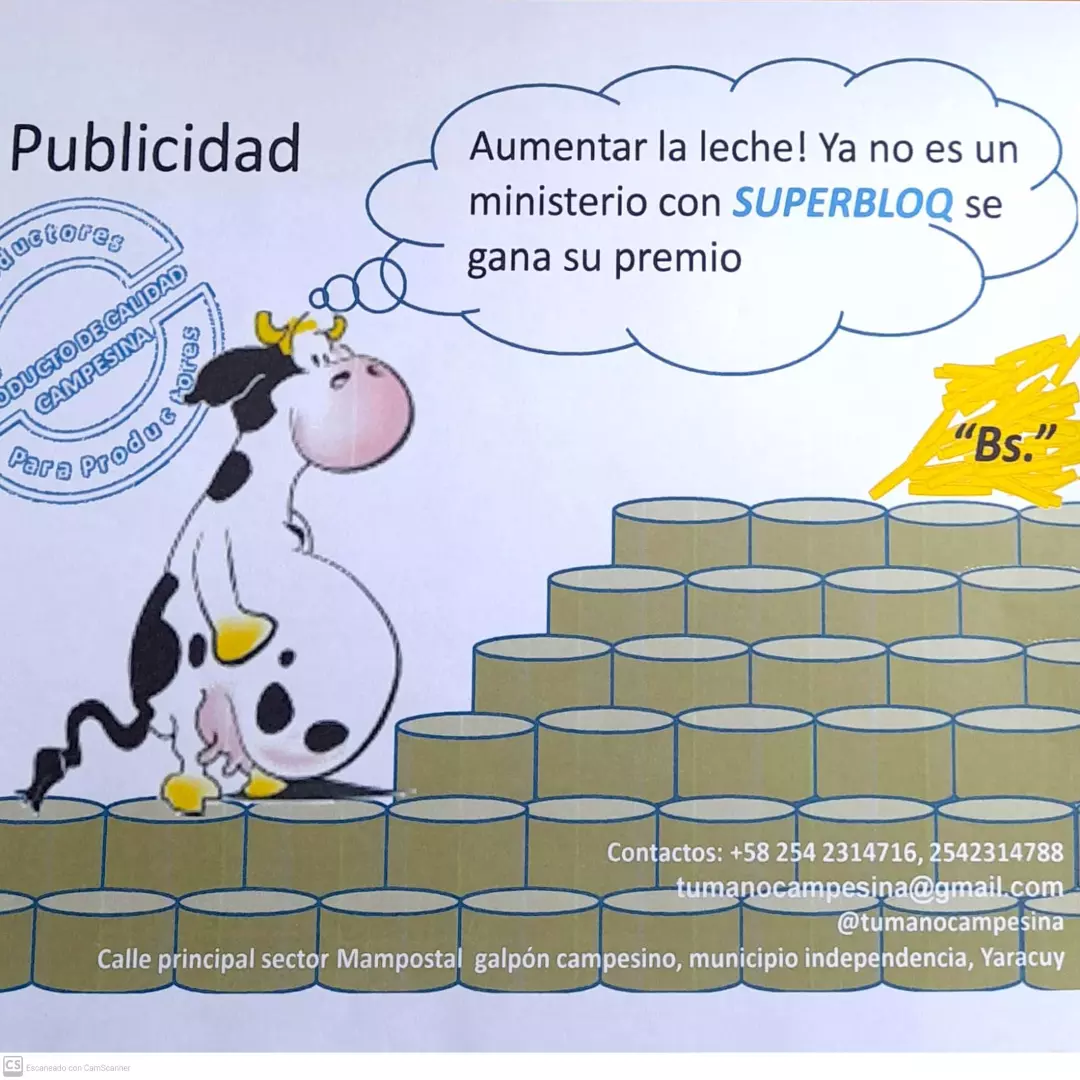 Publicidad
Aumentar la leche! Ya no es un
ministerio con SUPERBLOQ se
gana su premio
ductores
ODUCTO DE CALIDAD
CAMPESINA
Para Productores
“Bs.”
Contactos: +58 254 2314716, 2542314788
tumanocampesina@gmail.com
@tumanocampesina
Calle principal sector Mampostal galpón campesino, municipio independencia, Yaracuy
CS Escaneado con CamScanner